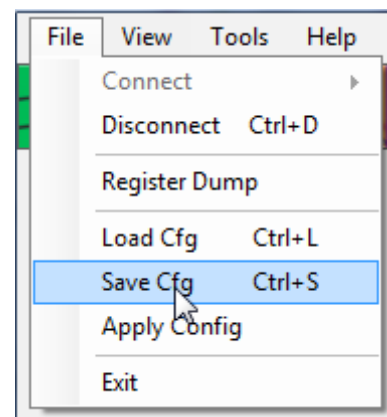 File View Tools Help
Connect
Disconnect Ctrl+D
Register Dump
Load Cfg Ctrl+L
Save Cfg Ctrl+S
Apply Config
Exit